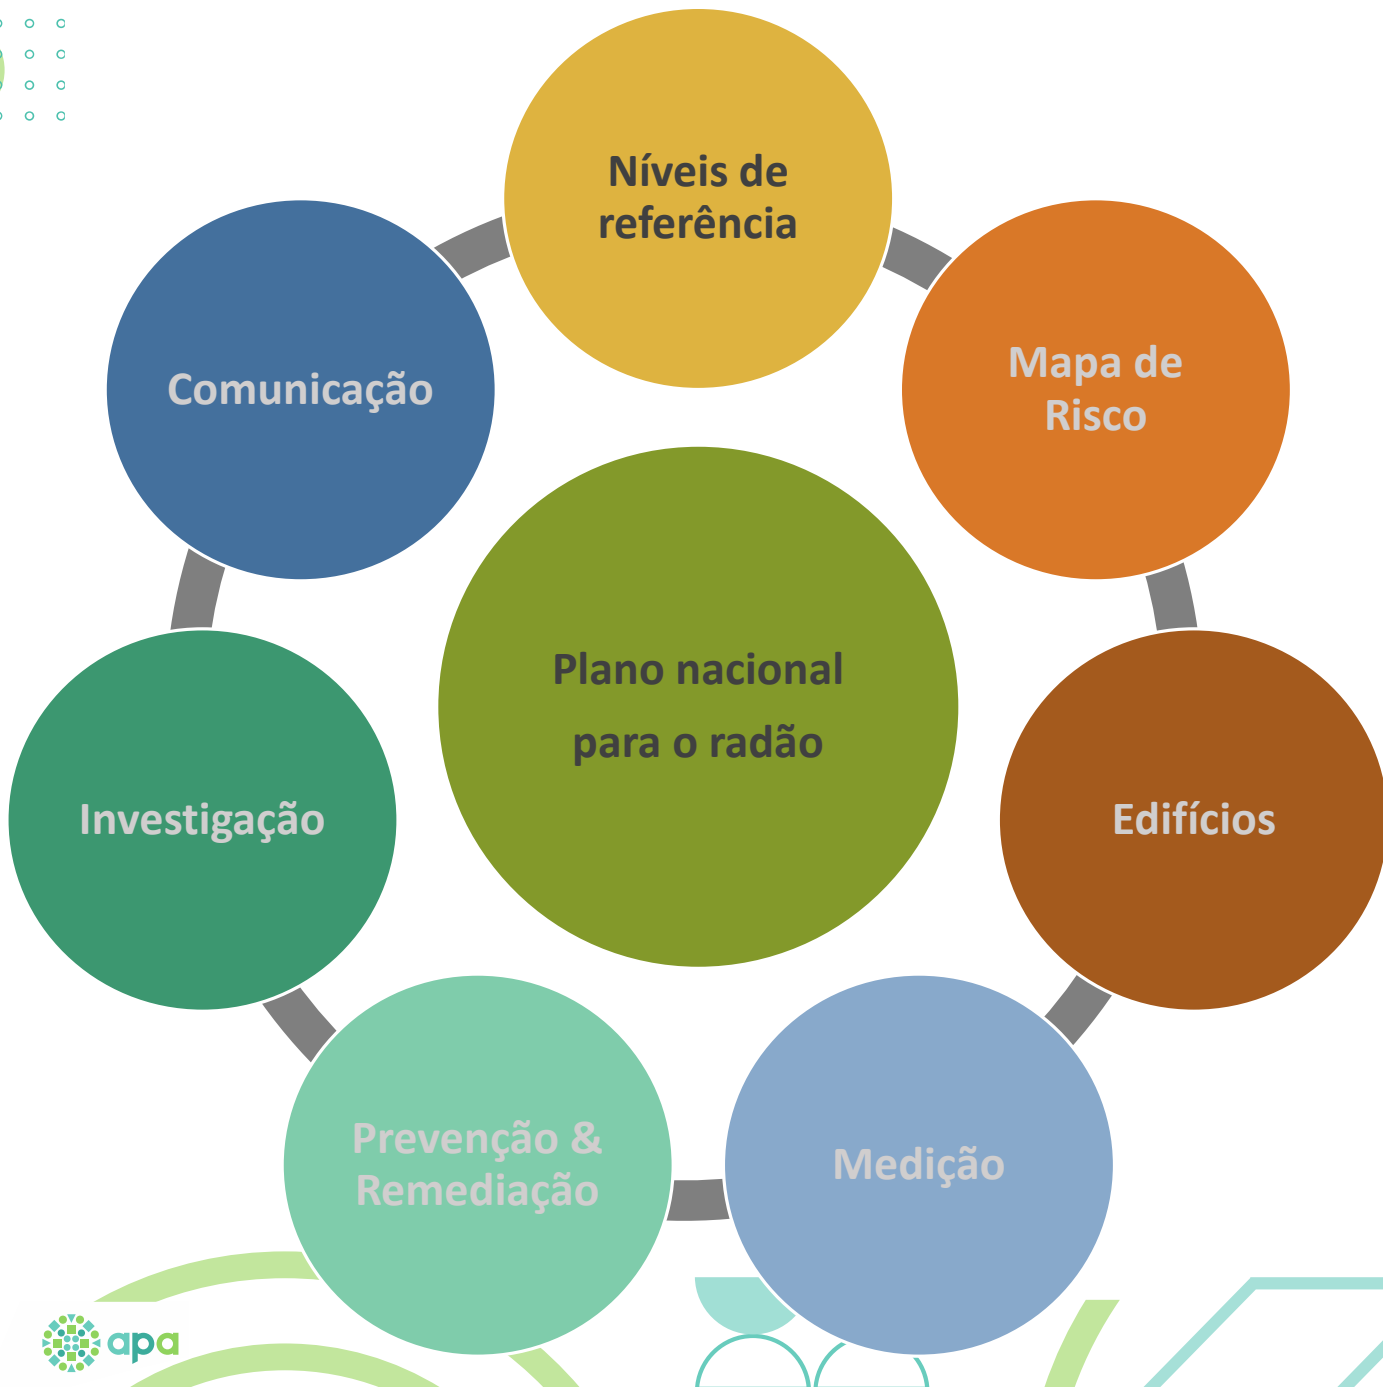 Níveis de
referência
Mapa de
Risco
Comunicação
Plano nacional
para o radão
Investigação
Edifícios
Prevenção &
Remediação
Medição
apa